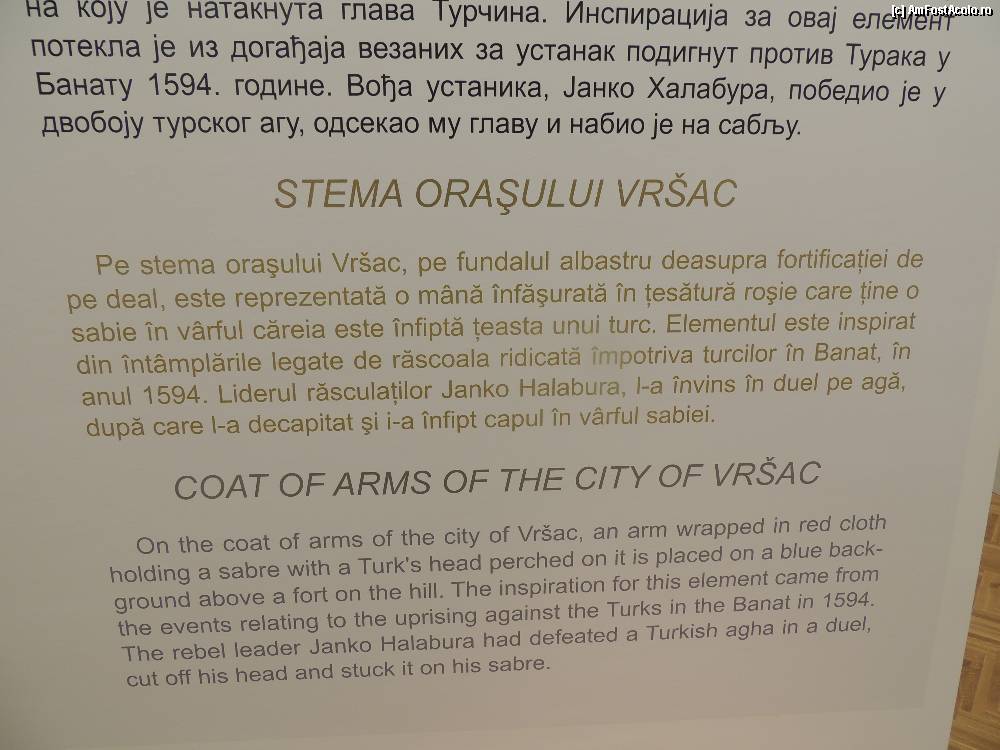 (c) AmFostAcolo.ro
на коју је натакнута глава Турчина. Инспирација за овај елемент
потекла је из догађаја везаних за устанак подигнут против Турака у
Банату 1594. године. Вођа устаника, Јанко Халабура, победио је у
двобоју турског агу, одсекао му главу и набио је на сабљу.
STEMA ORAŞULUI VRŠAC
Pe stema oraşului Vršac, pe fundalul albastru deasupra fortificației de
pe deal, este reprezentată o mână înfăşurată în țesătură roşie care ține o
sabie în vârful căreia este înfiptă țeasta unui turc. Elementul este inspirat
din întâmplările legate de răscoala ridicată împotriva turcilor în Banat, în
anul 1594. Liderul răsculaților Janko Halabura, l-a învins în duel pe agă,
după care l-a decapitat şi i-a înfipt capul în vârful sabiei.
COAT OF ARMS OF THE CITY OF VRŠAC
On the coat of arms of the city of Vršac, an arm wrapped in red cloth
holding a sabre with a Turk's head perched on it is placed on a blue back-
ground above a fort on the hill. The inspiration for this element came from
the events relating to the uprising against the Turks in the Banat in 1594.
The rebel leader Janko Halabura had defeated a Turkish agha in a duel,
cut off his head and stuck it on his sabre.